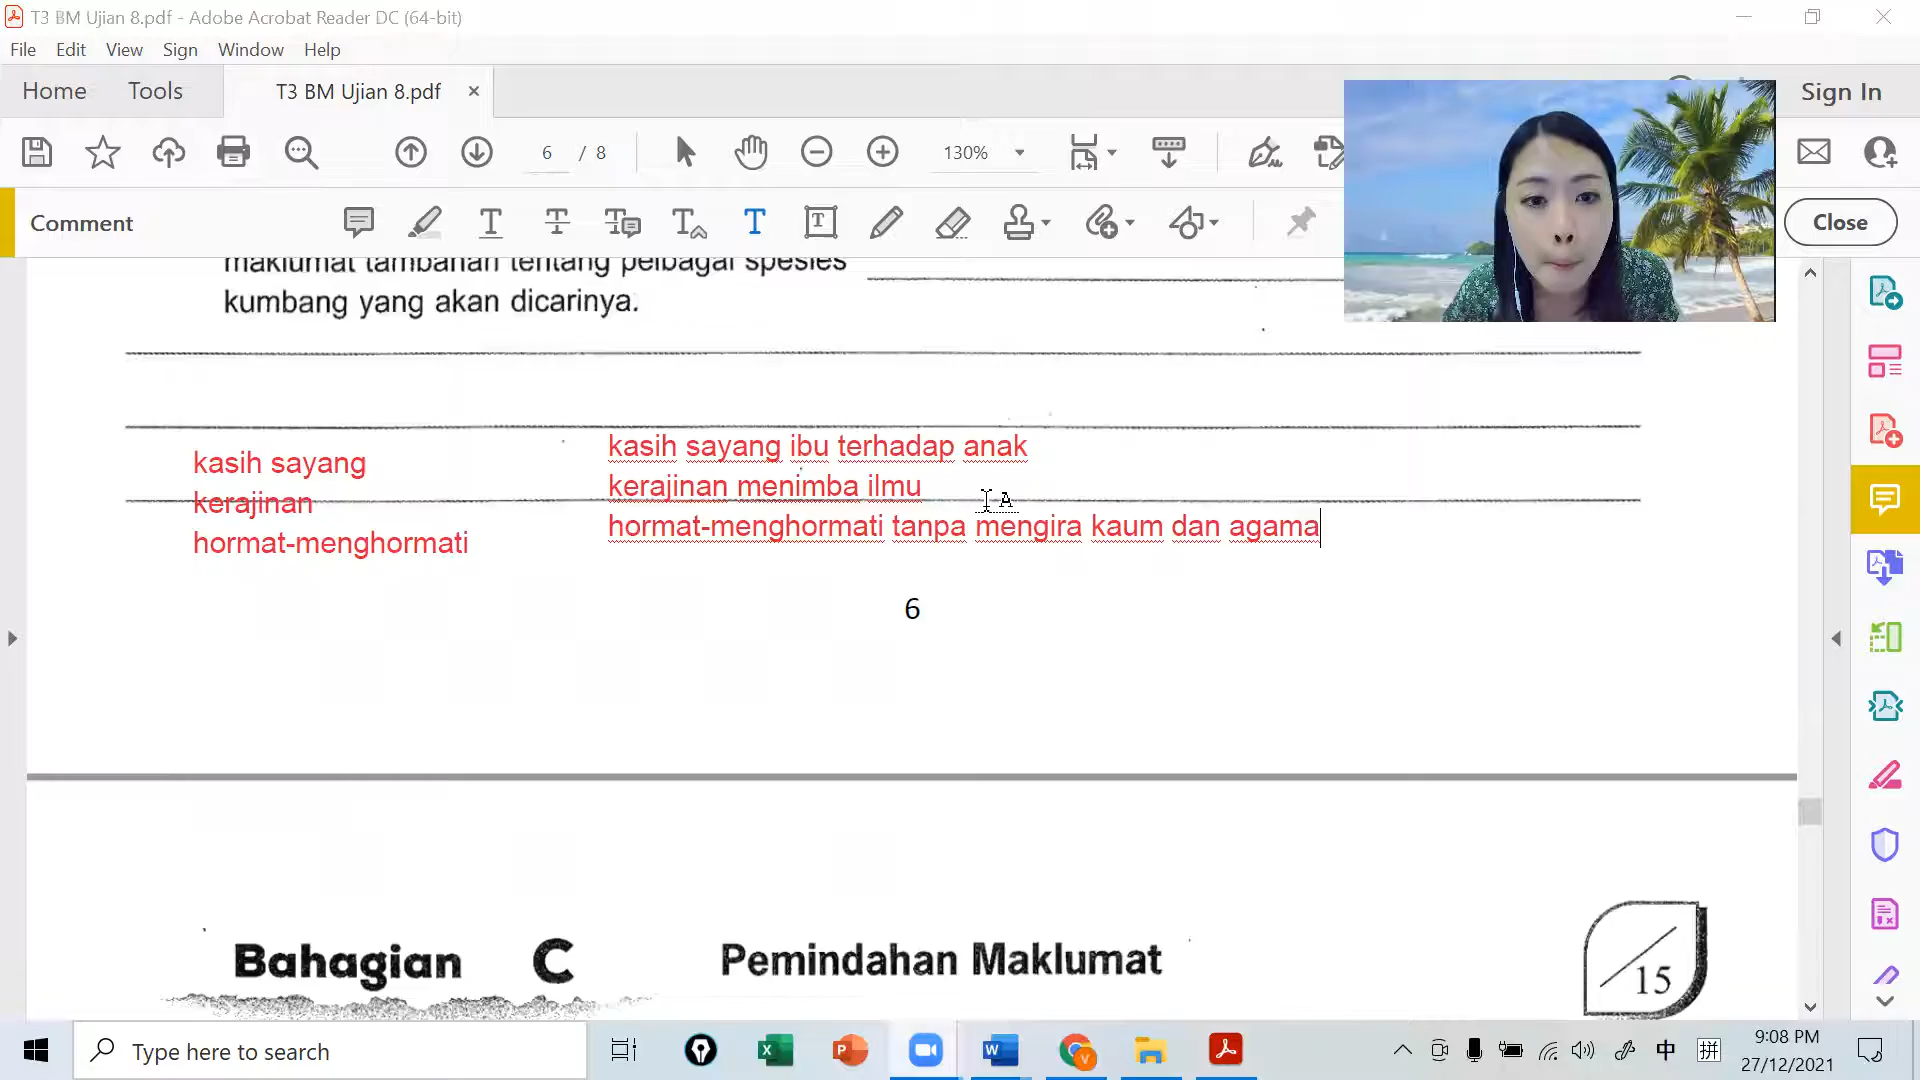 T3 BM Ujian 8.pdf - Adobe Acrobat Reader DC (64-bit)
File Edit View Sign Window Help
Home Tools T3 BM Ujian 8.pdf × Sign In
6 / 8 130%
Comment Close
maklumat tambahan tentang pelbagai spesies
kumbang yang akan dicarinya.
kasih sayang
kerajinan
hormat-menghormati
kasih sayang ibu terhadap anak
kerajinan menimba ilmu
hormat-menghormati tanpa mengira kaum dan agama
6
Bahagian C Pemindahan Maklumat
15
Type here to search
中 拼
9:08 PM
27/12/2021